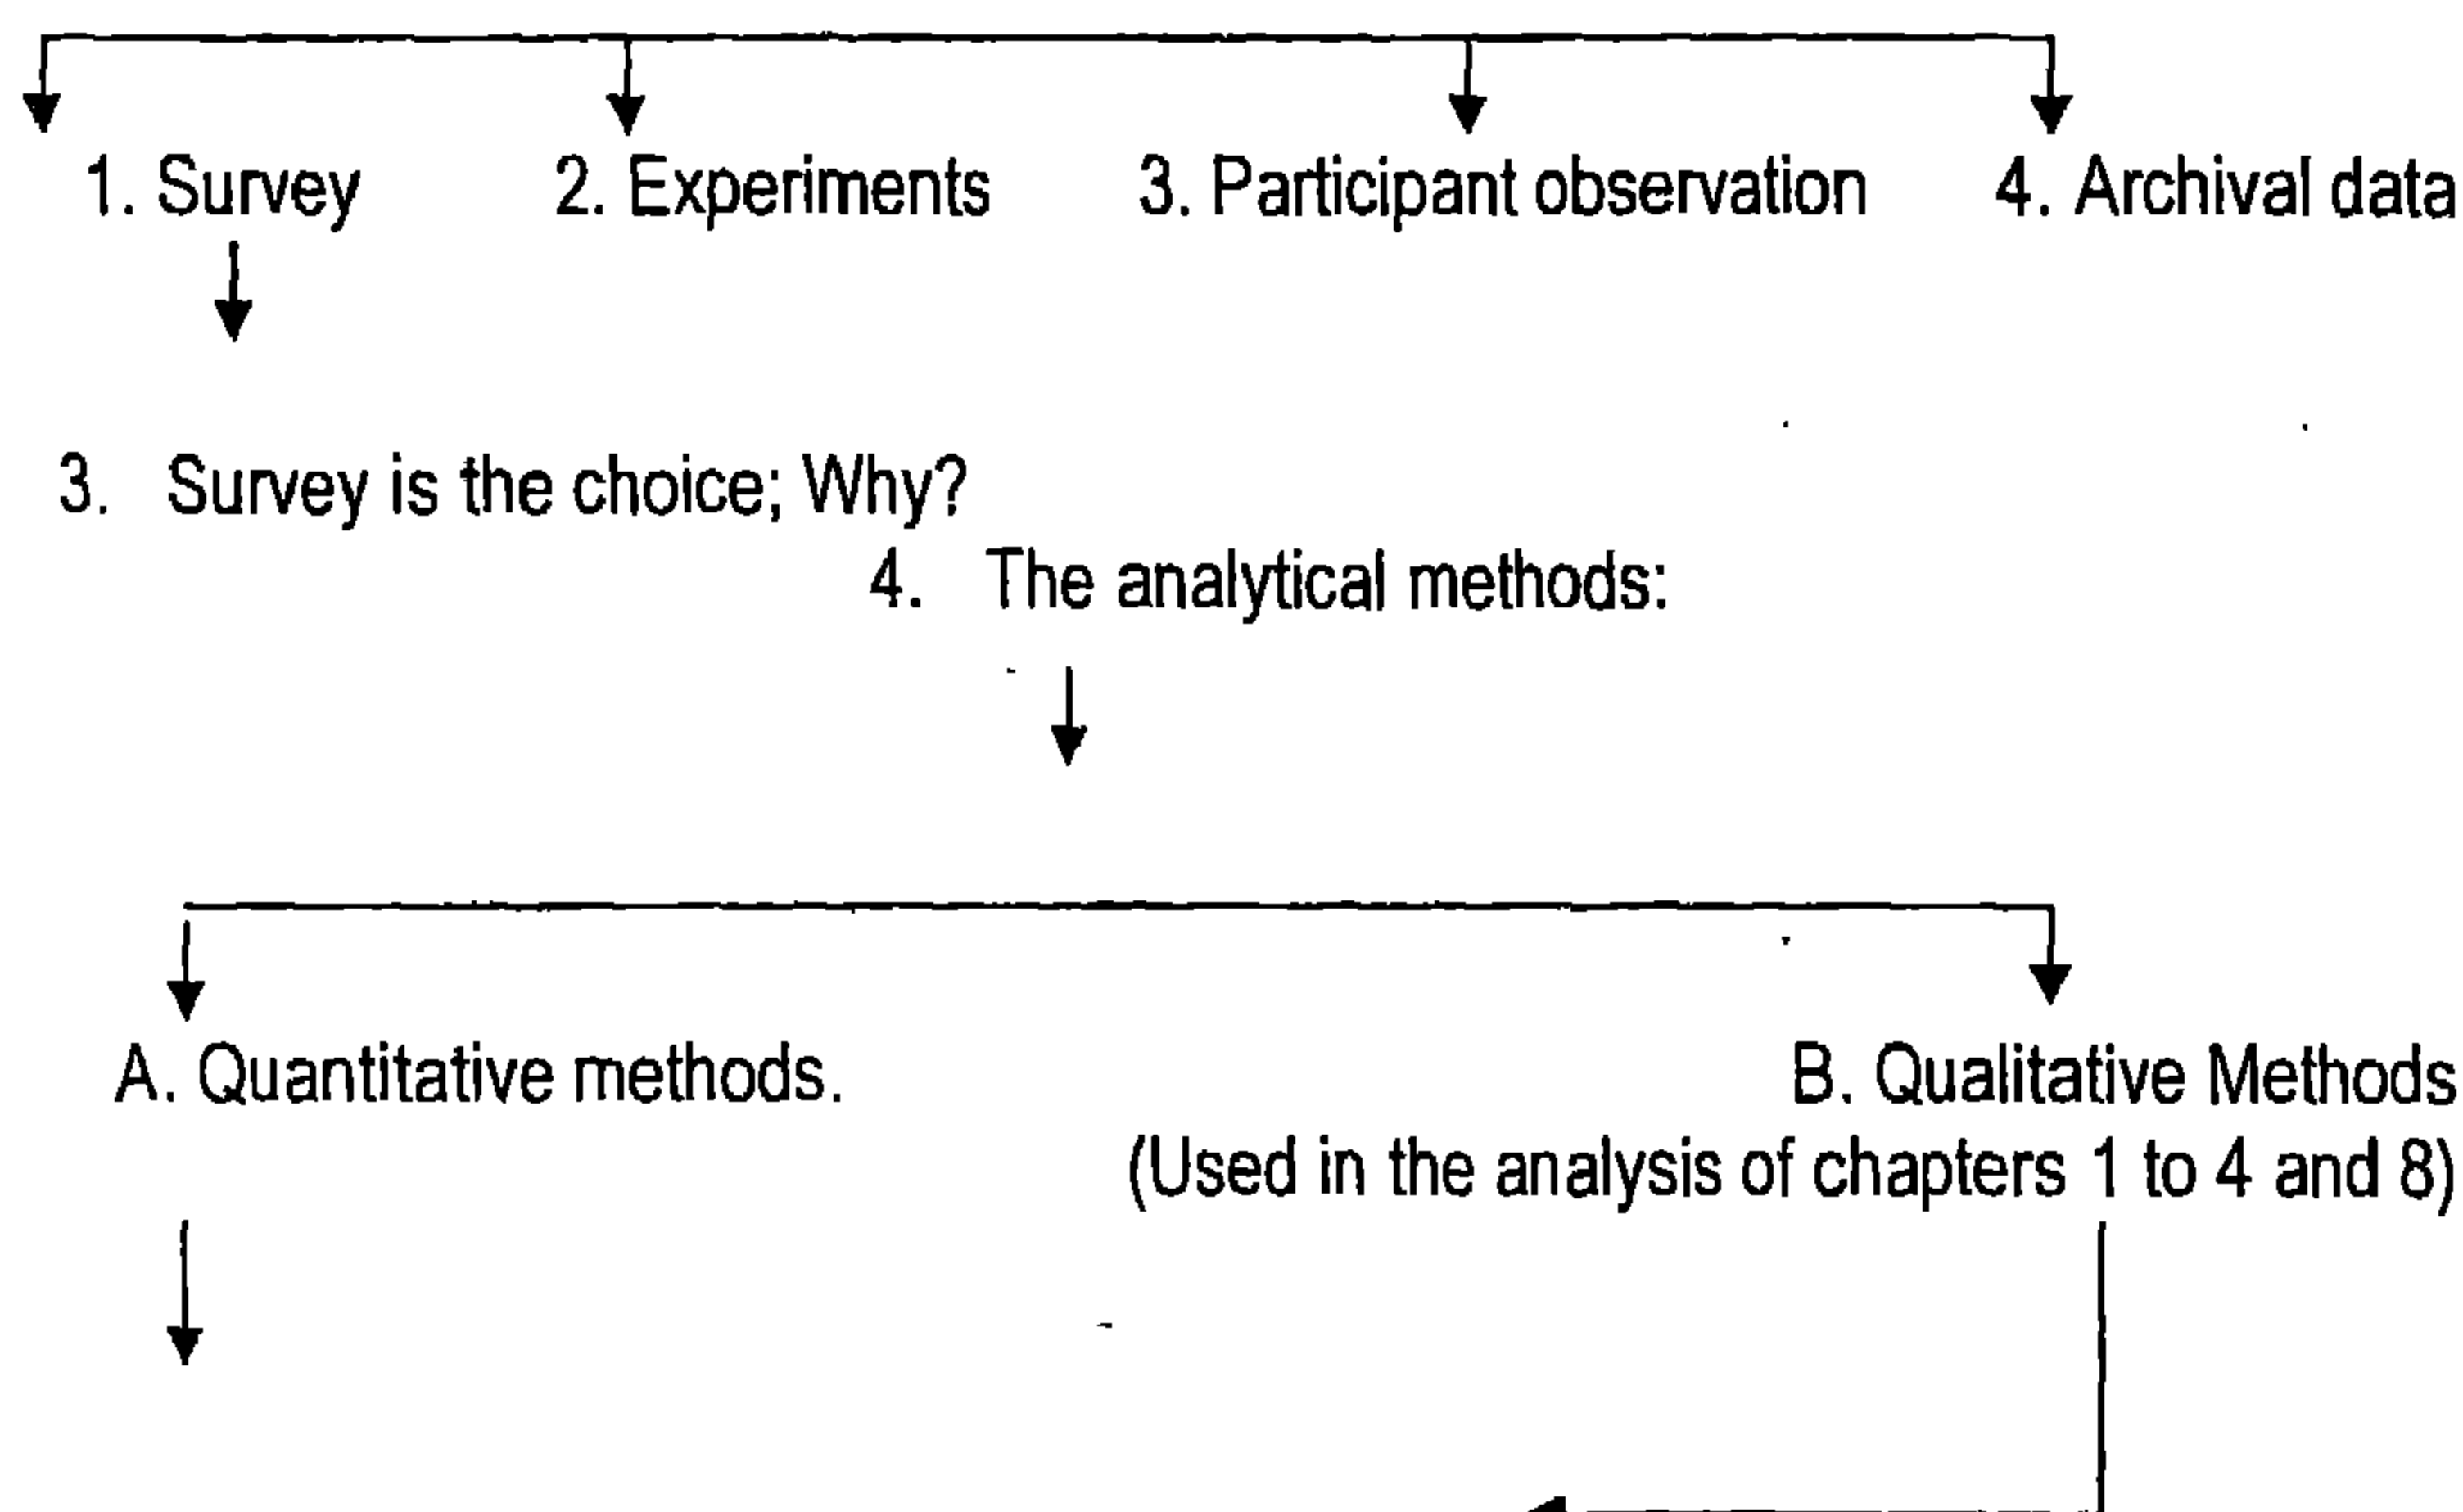 1. Survey 2. Experiments 3. Participant observation 4. Archival data
3. Survey is the choice; Why?
4. The analytical methods:
A. Quantitative methods. B. Qualitative Methods
(Used in the analysis of chapters 1 to 4 and 8)